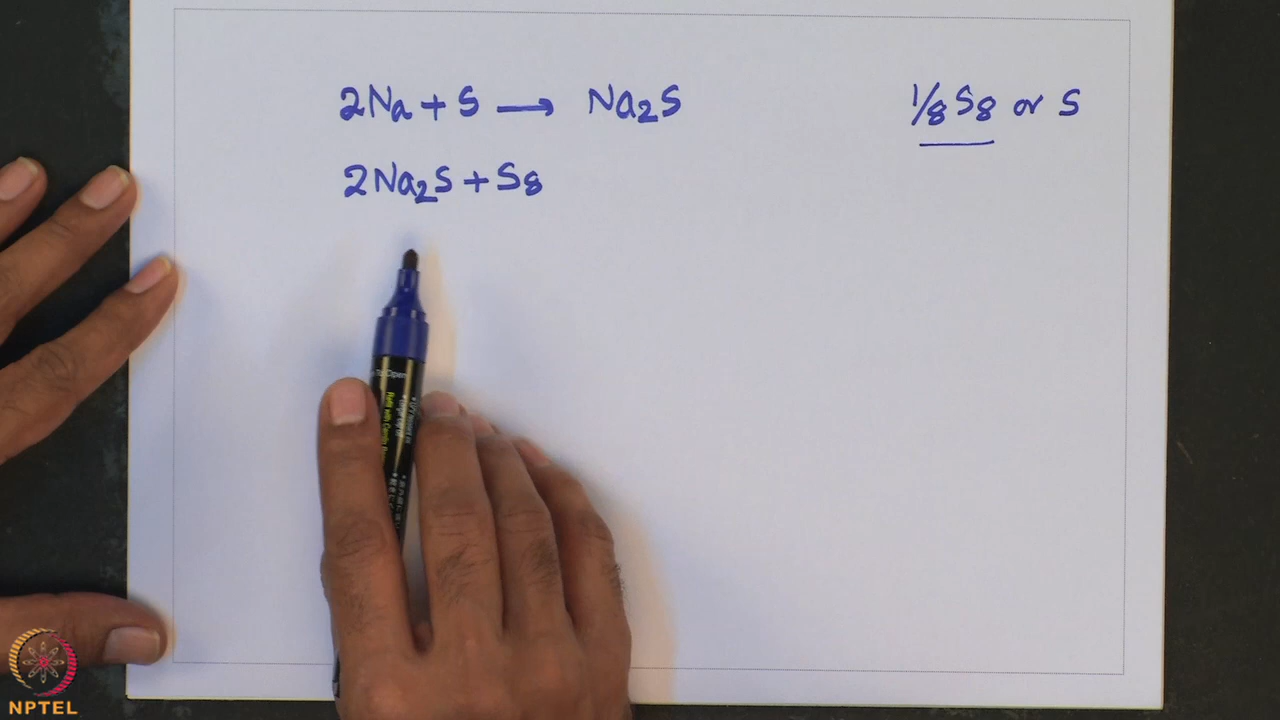 2Na + S ⟶ Na₂S
1/8 S₈ or S
2Na₂S + S₈
NPTEL